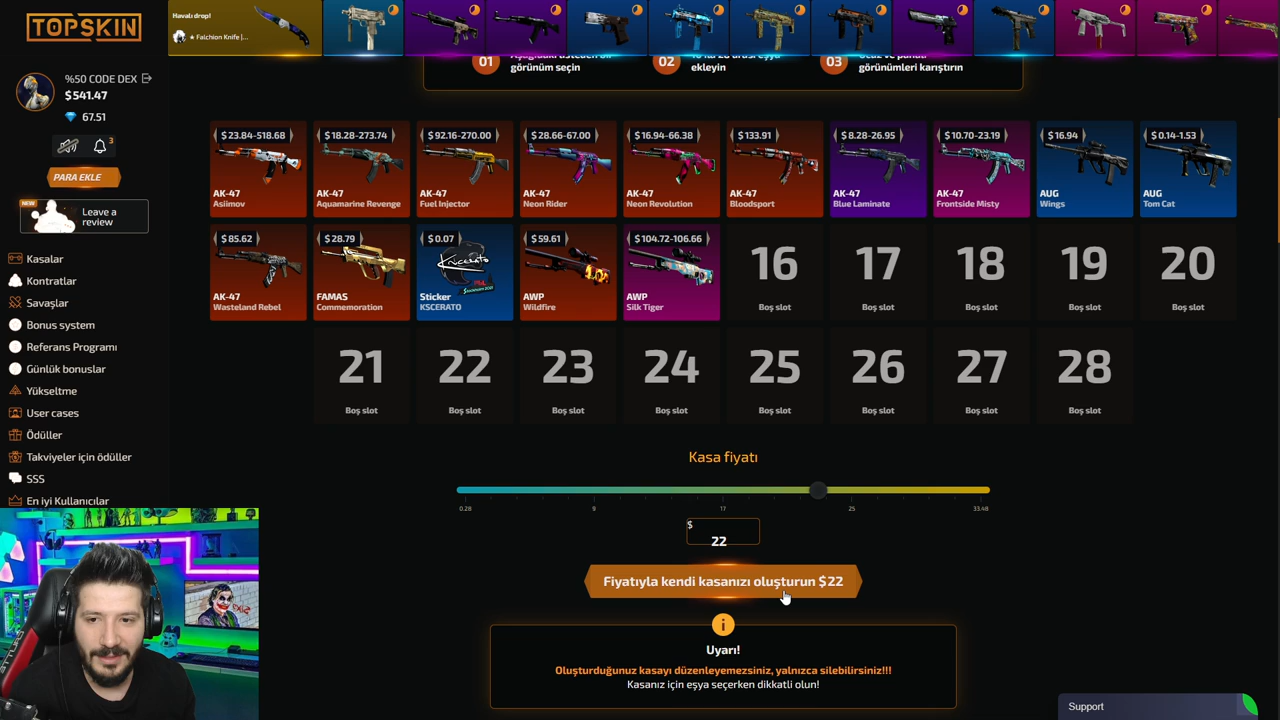 TOPSKIN
Havalı drop!
★ Falchion Knife |...
%50 CODE DEX
$541.47
67.51
3
PARA EKLE
NEW
Leave a
review
Kasalar
Kontratlar
Savaşlar
Bonus system
Referans Programı
Günlük bonuslar
Yükseltme
User cases
Ödüller
Takviyeler için ödüller
SSS
En iyi Kullanıcılar
01
görünüm seçin
02
ekleyin
03
görünümleri karıştırın
$ 23.84-518.68
AK-47
Asiimov
$ 18.28-273.74
AK-47
Aquamarine Revenge
$ 92.16-270.00
AK-47
Fuel Injector
$ 28.66-67.00
AK-47
Neon Rider
$ 16.94-66.38
AK-47
Neon Revolution
$ 133.91
AK-47
Bloodsport
$ 8.28-26.95
AK-47
Blue Laminate
$ 10.70-23.19
AK-47
Frontside Misty
$ 16.94
AUG
Wings
$ 0.14-1.53
AUG
Tom Cat
$ 85.62
AK-47
Wasteland Rebel
$ 28.79
FAMAS
Commemoration
$ 0.07
Sticker
KSCERATO
$ 59.61
AWP
Wildfire
$ 104.72-106.66
AWP
Silk Tiger
16
Boş slot
17
Boş slot
18
Boş slot
19
Boş slot
20
Boş slot
21
Boş slot
22
Boş slot
23
Boş slot
24
Boş slot
25
Boş slot
26
Boş slot
27
Boş slot
28
Boş slot
Kasa fiyatı
0.28 9 17 25 33.48
$
22
Fiyatıyla kendi kasanızı oluşturun $22
i
Uyarı!
Oluşturduğunuz kasayı düzenleyemezsiniz, yalnızca silebilirsiniz!!!
Kasanız için eşya seçerken dikkatli olun!
Support